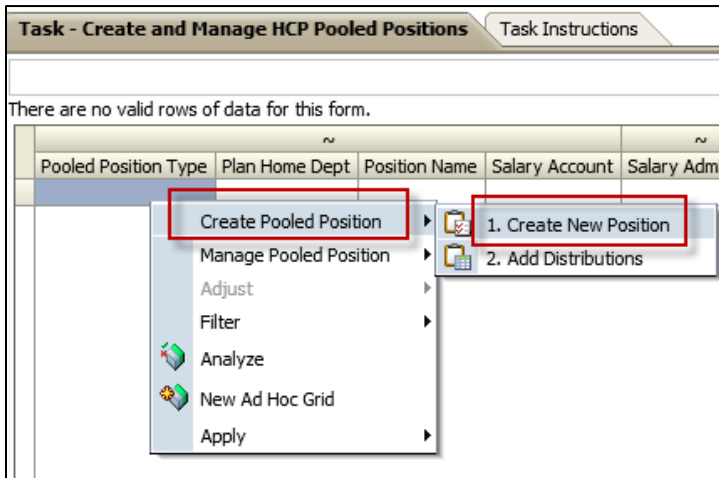 Task - Create and Manage HCP Pooled Positions Task Instructions
There are no valid rows of data for this form.
~ ~
Pooled Position Type Plan Home Dept Position Name Salary Account Salary Adm
Create Pooled Position 1. Create New Position
Manage Pooled Position 2. Add Distributions
Adjust
Filter
Analyze
New Ad Hoc Grid
Apply